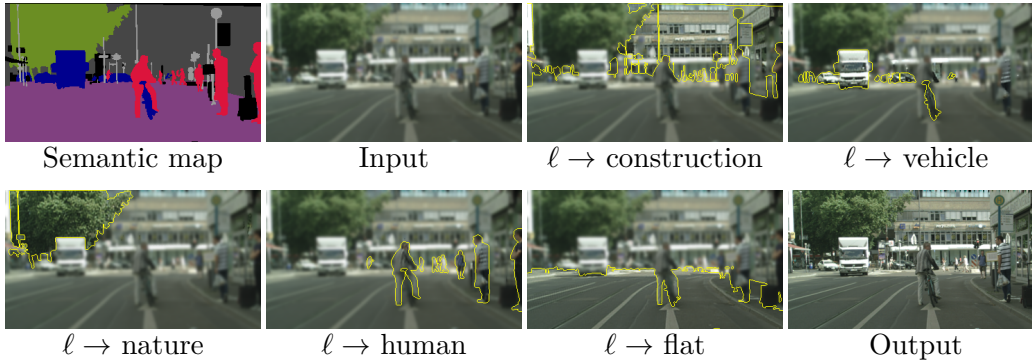 Semantic map
Input
ℓ → construction
ℓ → vehicle
ℓ → nature
ℓ → human
ℓ → flat
Output